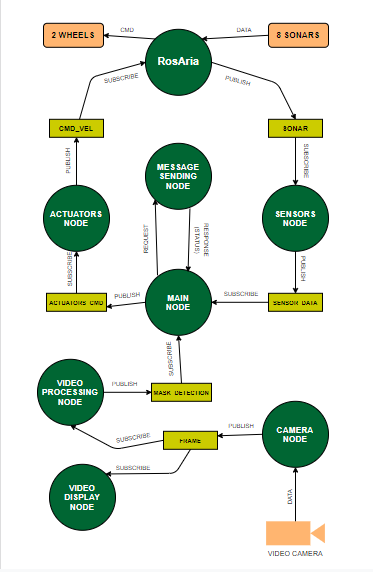 2 WHEELS
CMD
DATA
8 SONARS
RosAria
SUBSCRIBE
PUBLISH
CMD_VEL
SONAR
PUBLISH
SUBSCRIBE
MESSAGE
SENDING
NODE
ACTUATORS
NODE
SENSORS
NODE
REQUEST
RESPONSE
(STATUS)
SUBSCRIBE
PUBLISH
MAIN
NODE
ACTUATORS CMD
PUBLISH
SUBSCRIBE
SENSOR DATA
SUBSCRIBE
VIDEO
PROCESSING
NODE
PUBLISH
MASK DETECTION
SUBSCRIBE
FRAME
PUBLISH
CAMERA
NODE
SUBSCRIBE
VIDEO
DISPLAY
NODE
DATA
VIDEO CAMERA